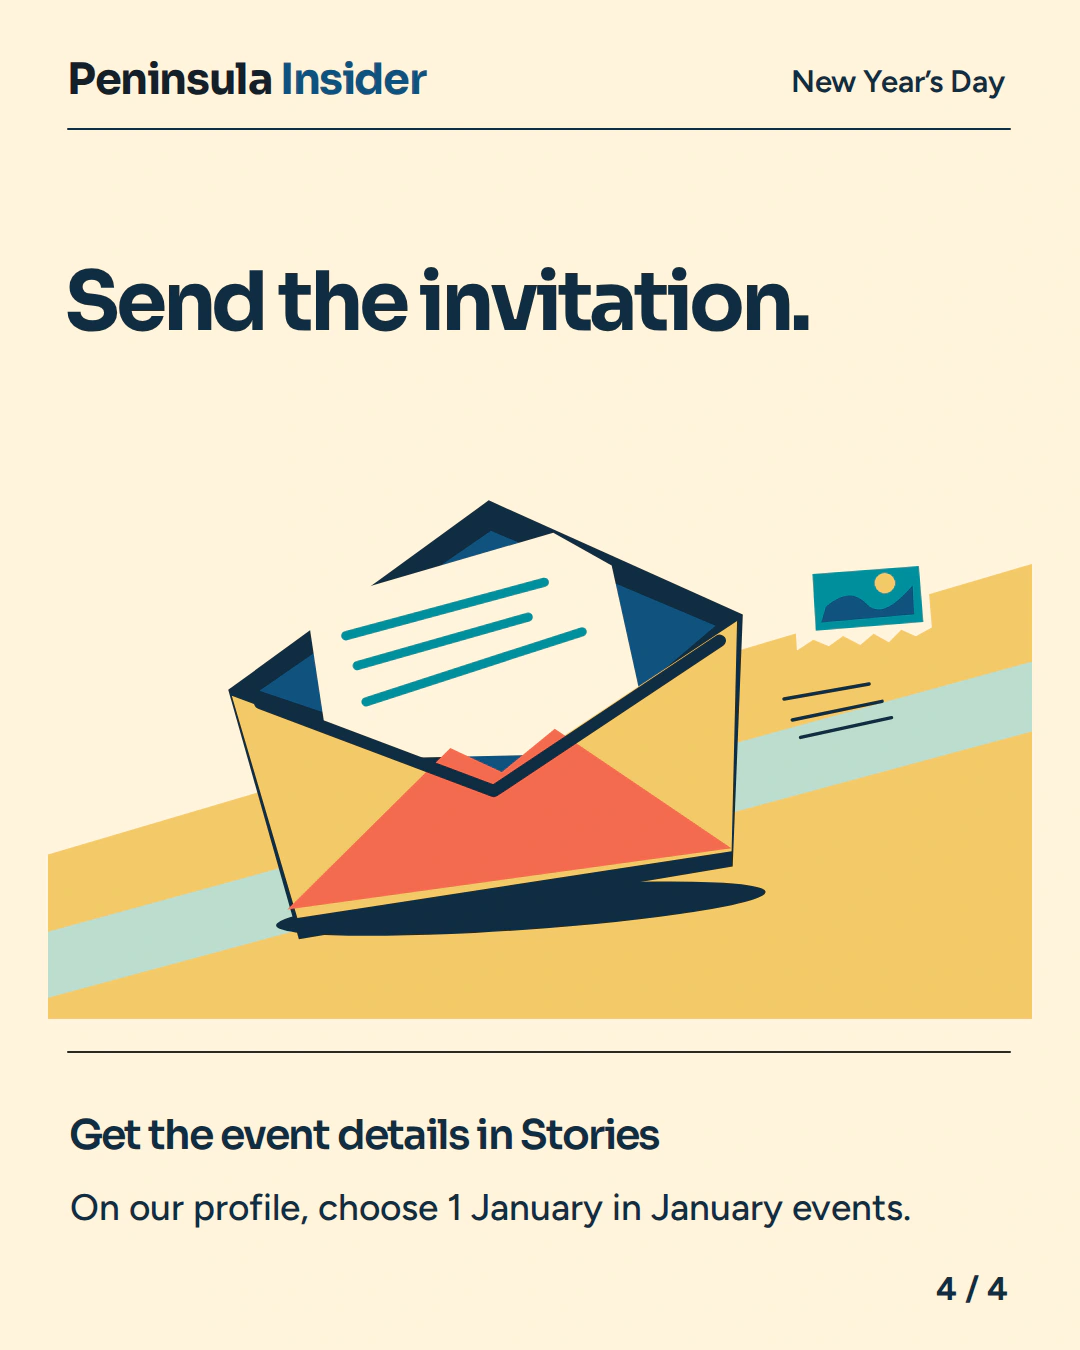 Peninsula Insider
New Year’s Day
Send the invitation.
Get the event details in Stories
On our profile, choose 1 January in January events.
4 / 4